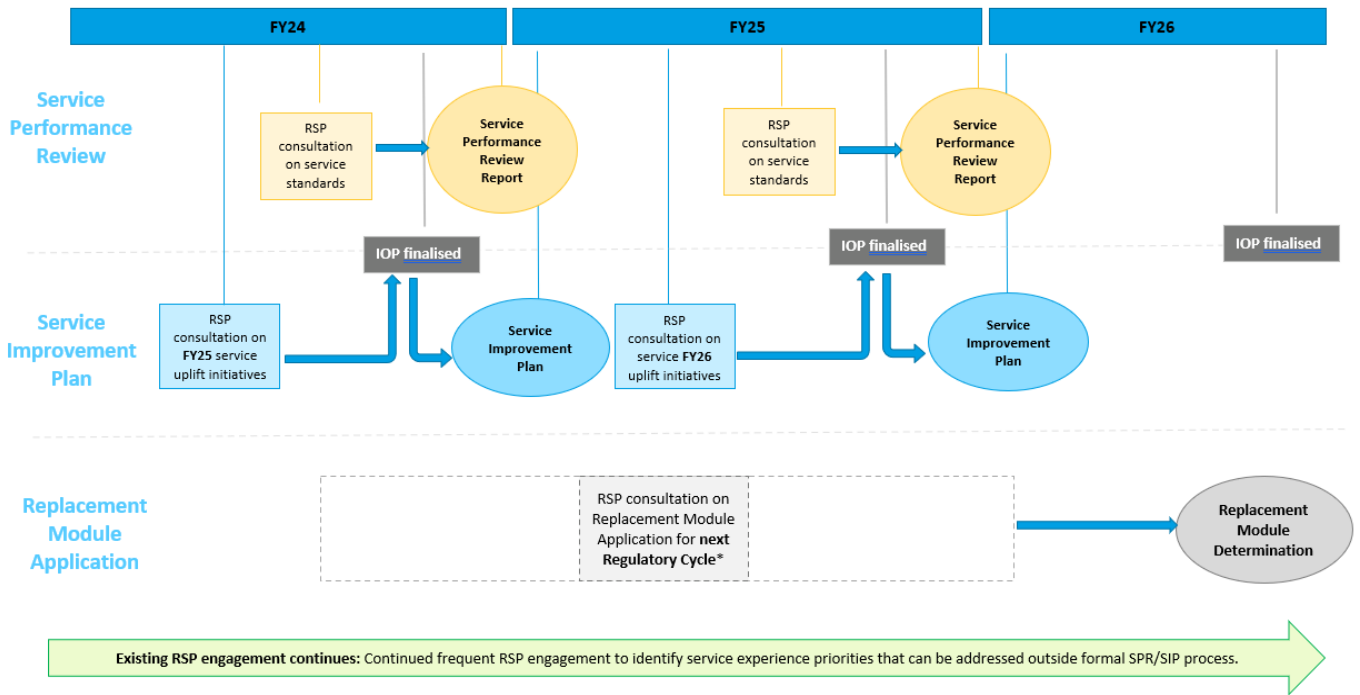 FY24
FY25
FY26
Service
Performance
Review
RSP
consultation
on service
standards
Service
Performance
Review
Report
RSP
consultation
on service
standards
Service
Performance
Review
Report
IOP finalised
IOP finalised
IOP finalised
Service
Improvement
Plan
RSP
consultation on
FY25 service
uplift initiatives
Service
Improvement
Plan
RSP
consultation on
service FY26
uplift initiatives
Service
Improvement
Plan
Replacement
Module
Application
RSP consultation on
Replacement Module
Application for next
Regulatory Cycle*
Replacement
Module
Determination
Existing RSP engagement continues: Continued frequent RSP engagement to identify service experience priorities that can be addressed outside formal SPR/SIP process.